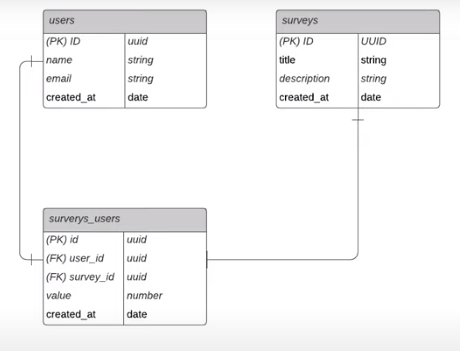 users
(PK) ID uuid
name string
email string
created_at date
surveys
(PK) ID UUID
title string
description string
created_at date
surverys_users
(PK) id uuid
(FK) user_id uuid
(FK) survey_id uuid
value number
created_at date